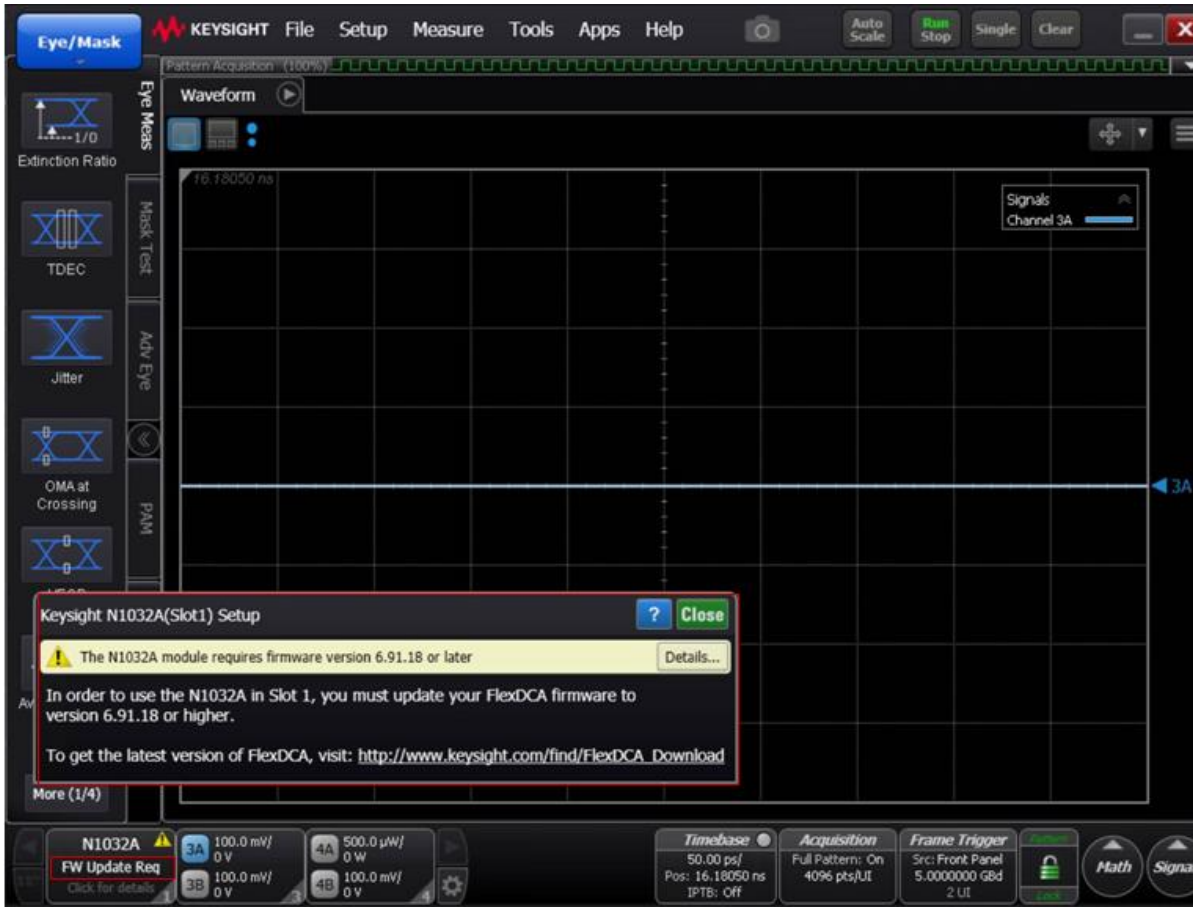 Eye/Mask
KEYSIGHT File Setup Measure Tools Apps Help
Auto Scale
Run Stop
Single
Clear
Pattern Acquisition (100%)
Waveform
Eye Meas
Mask Test
Adv Eye
PAM
1/0
Extinction Ratio
TDEC
Jitter
OMA at
Crossing
16.18050 ns
Signals
Channel 3A
3A
Keysight N1032A(Slot1) Setup
? Close
The N1032A module requires firmware version 6.91.18 or later
Details...
In order to use the N1032A in Slot 1, you must update your FlexDCA firmware to
version 6.91.18 or higher.
To get the latest version of FlexDCA, visit: http://www.keysight.com/find/FlexDCA_Download
More (1/4)
N1032A
FW Update Req
Click for details
1
3A 100.0 mV/
0 V
3B 100.0 mV/
0 V
3
4A 500.0 µW/
0 W
4B 100.0 mV/
0 V
4
Timebase
50.00 ps/
Pos: 16.18050 ns
IPTB: Off
Acquisition
Full Pattern: On
4096 pts/UI
Frame Trigger
Src: Front Panel
5.0000000 GBd
2 UI
Pattern
Lock
Math